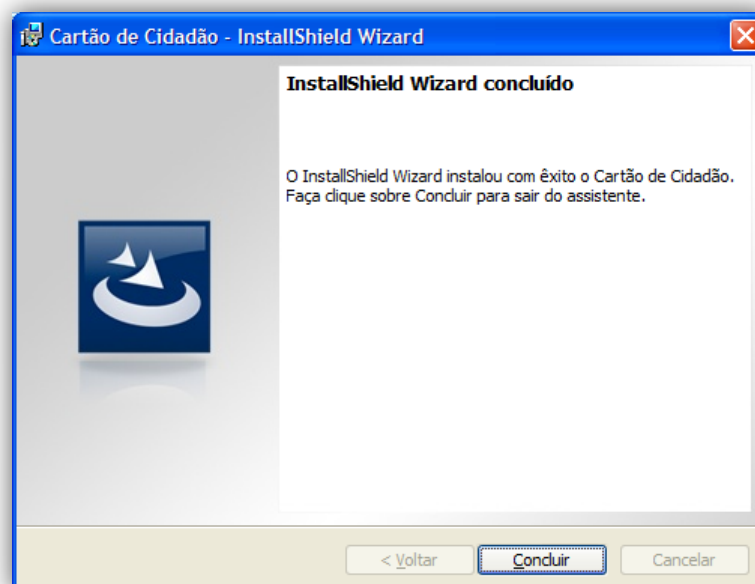 Cartão de Cidadão - InstallShield Wizard
InstallShield Wizard concluído
O InstallShield Wizard instalou com êxito o Cartão de Cidadão.
Faça clique sobre Concluir para sair do assistente.
< Voltar
Concluir
Cancelar